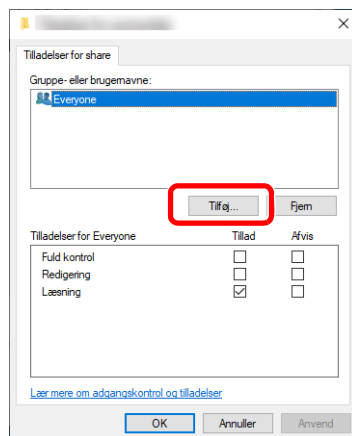 Tilladelser for share
Gruppe- eller brugernavne:
Everyone
Tilføj... Fjern
Tilladelser for Everyone Tillad Afvis
Fuld kontrol
Redigering
Læsning
Lær mere om adgangskontrol og tilladelser
OK Annuller Anvend